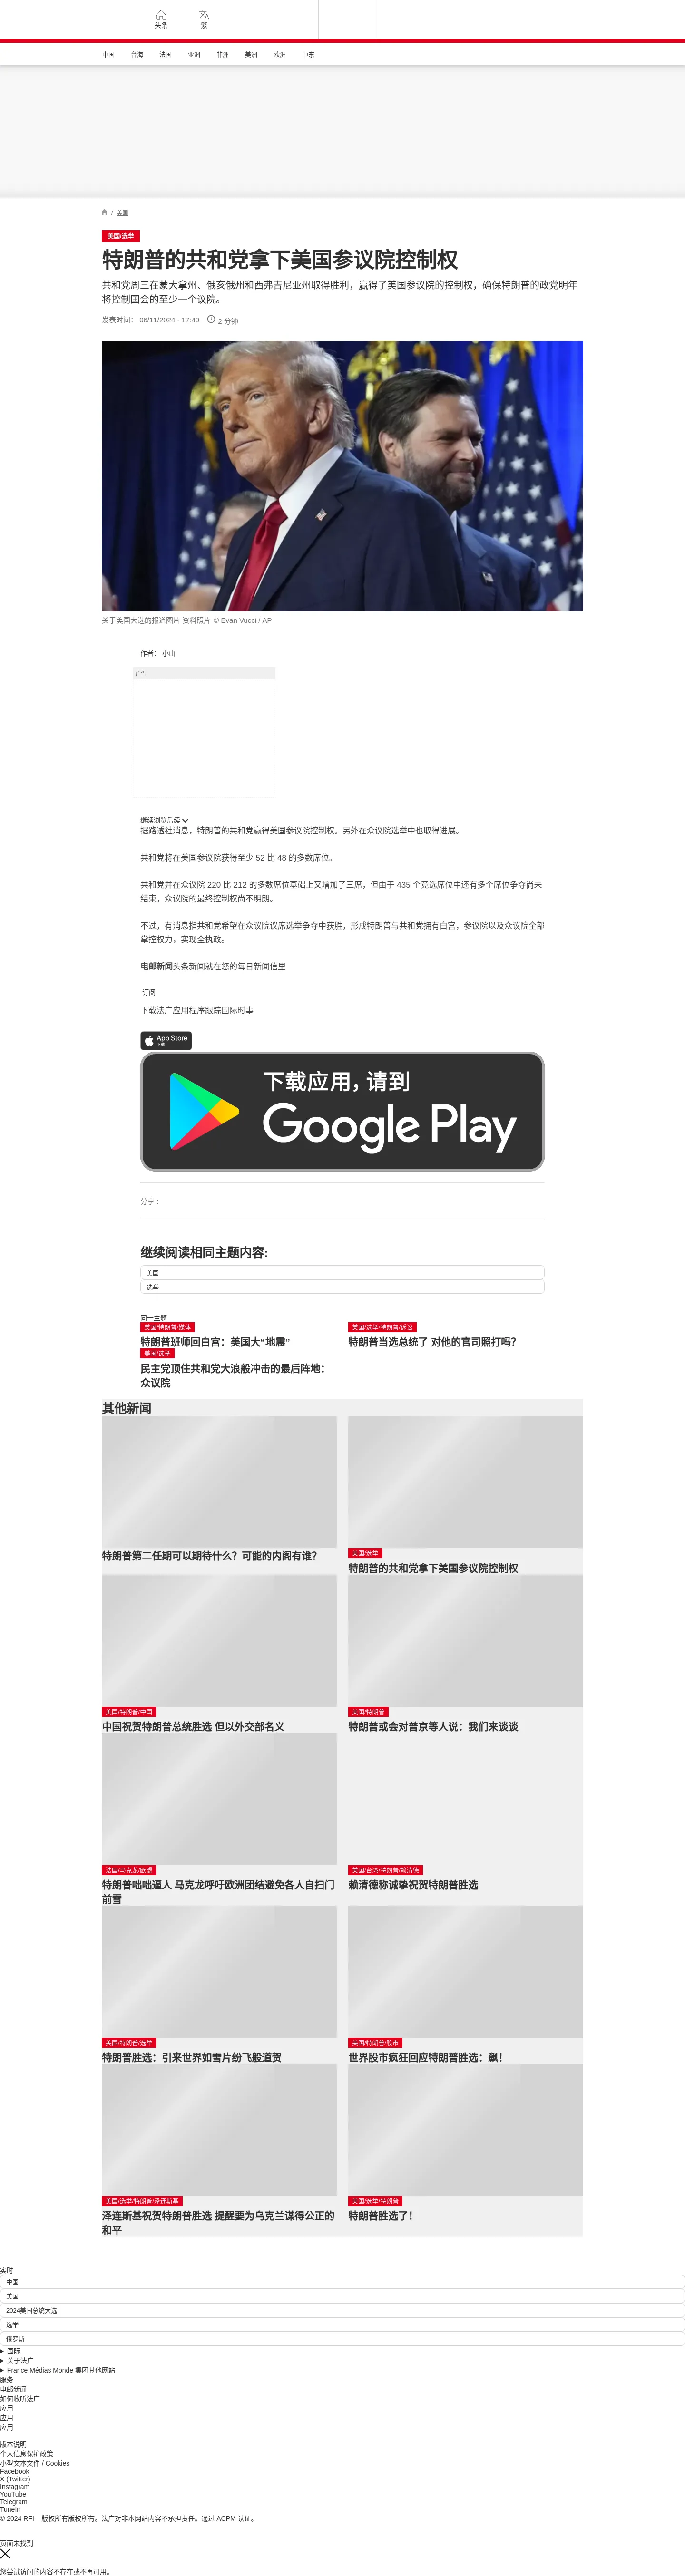 头条
繁
中国
台海
法国
亚洲
非洲
美洲
欧洲
中东
/ 美国
美国/选举
特朗普的共和党拿下美国参议院控制权
共和党周三在蒙大拿州、俄亥俄州和西弗吉尼亚州取得胜利，赢得了美国参议院的控制权，确保特朗普的政党明年
将控制国会的至少一个议院。
发表时间： 06/11/2024 - 17:49
2 分钟
关于美国大选的报道图片 资料照片 © Evan Vucci / AP
作者： 小山
广告
继续浏览后续
据路透社消息，特朗普的共和党赢得美国参议院控制权。另外在众议院选举中也取得进展。
共和党将在美国参议院获得至少 52 比 48 的多数席位。
共和党并在众议院 220 比 212 的多数席位基础上又增加了三席，但由于 435 个竞选席位中还有多个席位争夺尚未
结束，众议院的最终控制权尚不明朗。
不过，有消息指共和党希望在众议院议席选举争夺中获胜，形成特朗普与共和党拥有白宫，参议院以及众议院全部
掌控权力，实现全执政。
电邮新闻头条新闻就在您的每日新闻信里
订阅
下载法广应用程序跟踪国际时事
App Store
下载
下载应用，请到
Google Play
分享 :
继续阅读相同主题内容:
美国
选举
同一主题
美国/特朗普/媒体
特朗普班师回白宫：美国大“地震”
美国/选举/特朗普/诉讼
特朗普当选总统了 对他的官司照打吗？
美国/选举
民主党顶住共和党大浪般冲击的最后阵地：
众议院
其他新闻
特朗普第二任期可以期待什么？可能的内阁有谁？
美国/选举
特朗普的共和党拿下美国参议院控制权
美国/特朗普/中国
中国祝贺特朗普总统胜选 但以外交部名义
美国/特朗普
特朗普或会对普京等人说：我们来谈谈
法国/马克龙/欧盟
特朗普咄咄逼人 马克龙呼吁欧洲团结避免各人自扫门
前雪
美国/台湾/特朗普/赖清德
赖清德称诚挚祝贺特朗普胜选
美国/特朗普/选举
特朗普胜选：引来世界如雪片纷飞般道贺
美国/特朗普/股市
世界股市疯狂回应特朗普胜选：飙！
美国/选举/特朗普/泽连斯基
泽连斯基祝贺特朗普胜选 提醒要为乌克兰谋得公正的
和平
美国/选举/特朗普
特朗普胜选了！
实时
中国
美国
2024美国总统大选
选举
俄罗斯
国际
关于法广
France Médias Monde 集团其他网站
服务
电邮新闻
如何收听法广
应用
应用
应用
版本说明
个人信息保护政策
小型文本文件 / Cookies
Facebook
X (Twitter)
Instagram
YouTube
Telegram
TuneIn
© 2024 RFI – 版权所有版权所有。法广对非本网站内容不承担责任。通过 ACPM 认证。
页面未找到
您尝试访问的内容不存在或不再可用。